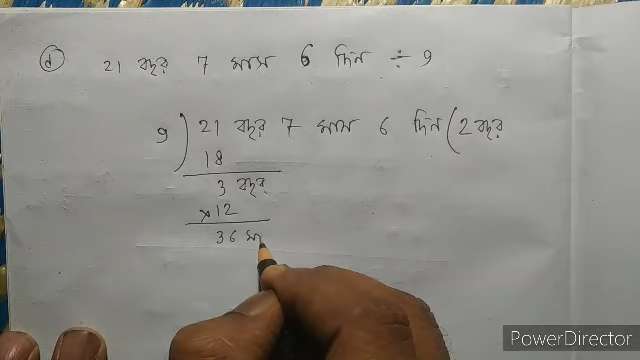 d 21 বছর 7 মাস 6 দিন ÷ 9
9 ) 21 বছর 7 মাস 6 দিন ( 2 বছর
18
3 বছর
×12
36 মা
PowerDirector